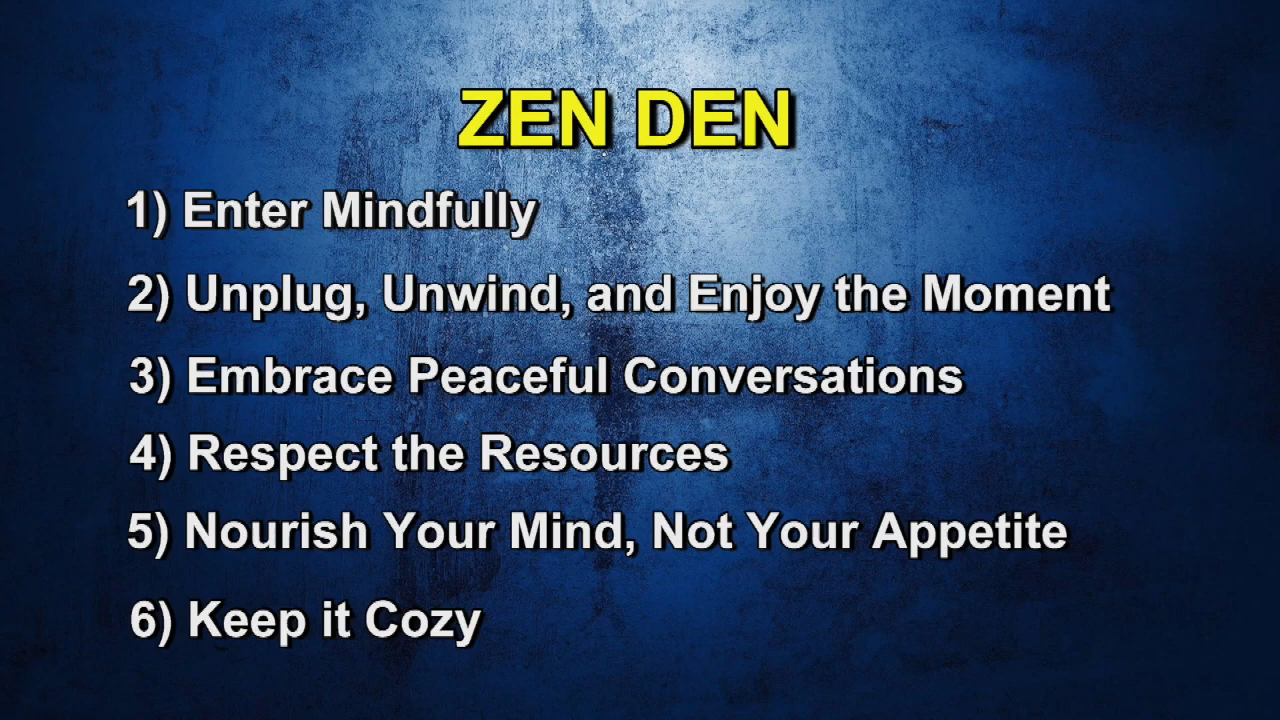 ZEN DEN
1) Enter Mindfully
2) Unplug, Unwind, and Enjoy the Moment
3) Embrace Peaceful Conversations
4) Respect the Resources
5) Nourish Your Mind, Not Your Appetite
6) Keep it Cozy